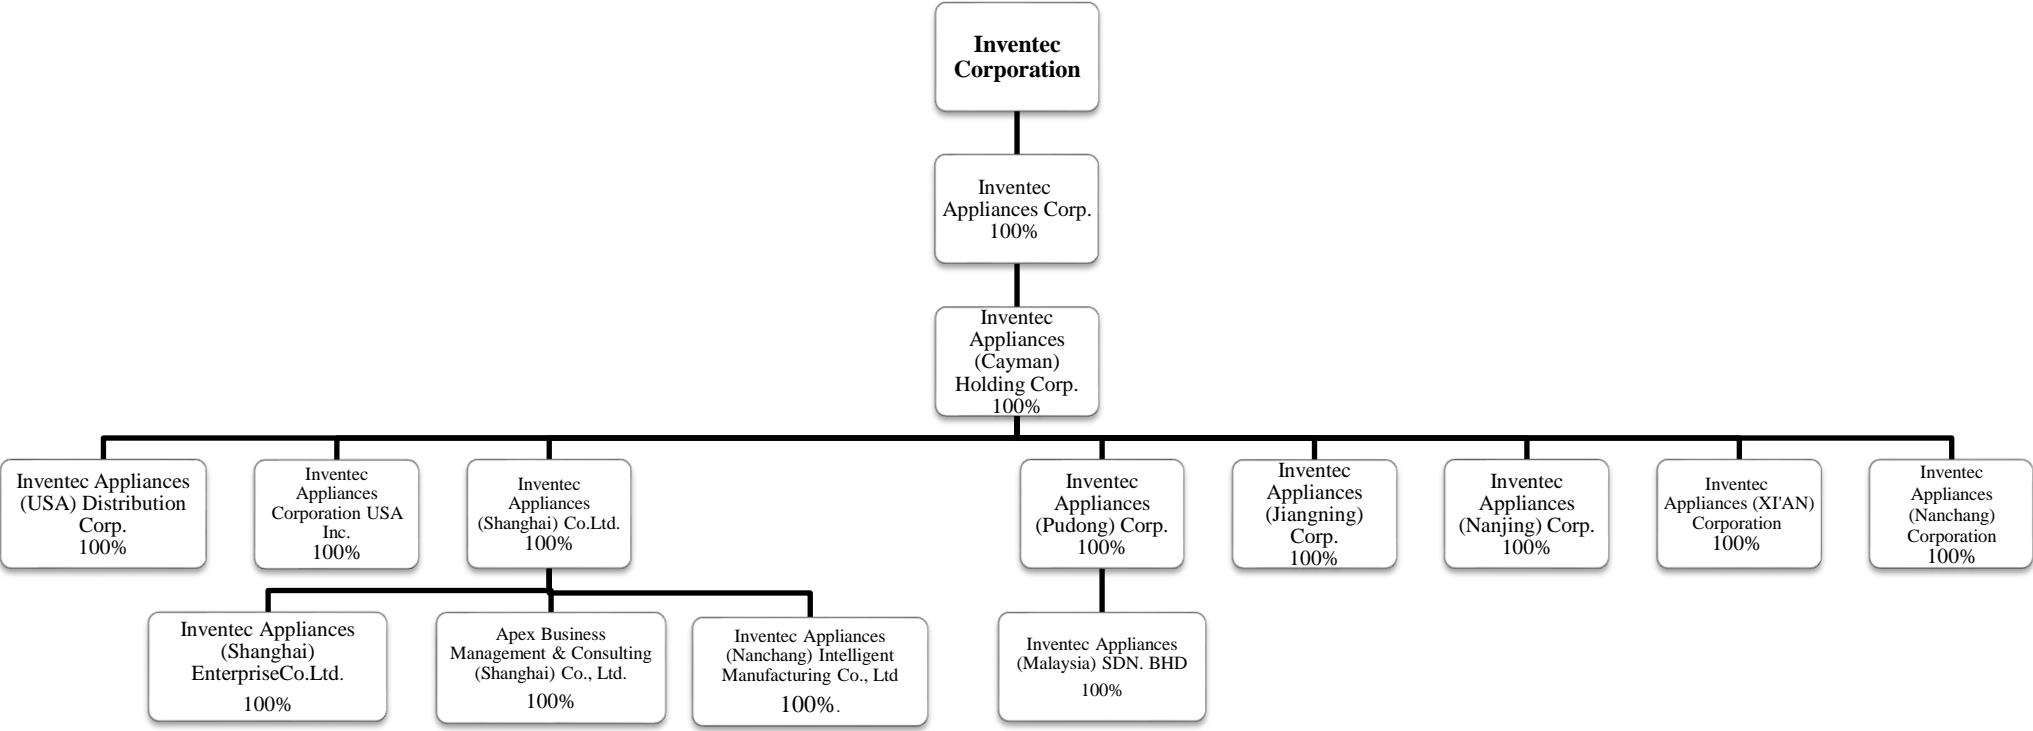 Inventec
Corporation
Inventec
Appliances Corp.
100%
Inventec
Appliances
(Cayman)
Holding Corp.
100%
Inventec Appliances
(USA) Distribution
Corp.
100%
Inventec
Appliances
Corporation USA
Inc.
100%
Inventec
Appliances
(Shanghai) Co.Ltd.
100%
Inventec
Appliances
(Pudong) Corp.
100%
Inventec
Appliances
(Jiangning)
Corp.
100%
Inventec
Appliances
(Nanjing) Corp.
100%
Inventec
Appliances (XI'AN)
Corporation
100%
Inventec
Appliances
(Nanchang)
Corporation
100%
Inventec Appliances
(Shanghai)
EnterpriseCo.Ltd.
100%
Apex Business
Management & Consulting
(Shanghai) Co., Ltd.
100%
Inventec Appliances
(Nanchang) Intelligent
Manufacturing Co., Ltd
100%.
Inventec Appliances
(Malaysia) SDN. BHD
100%